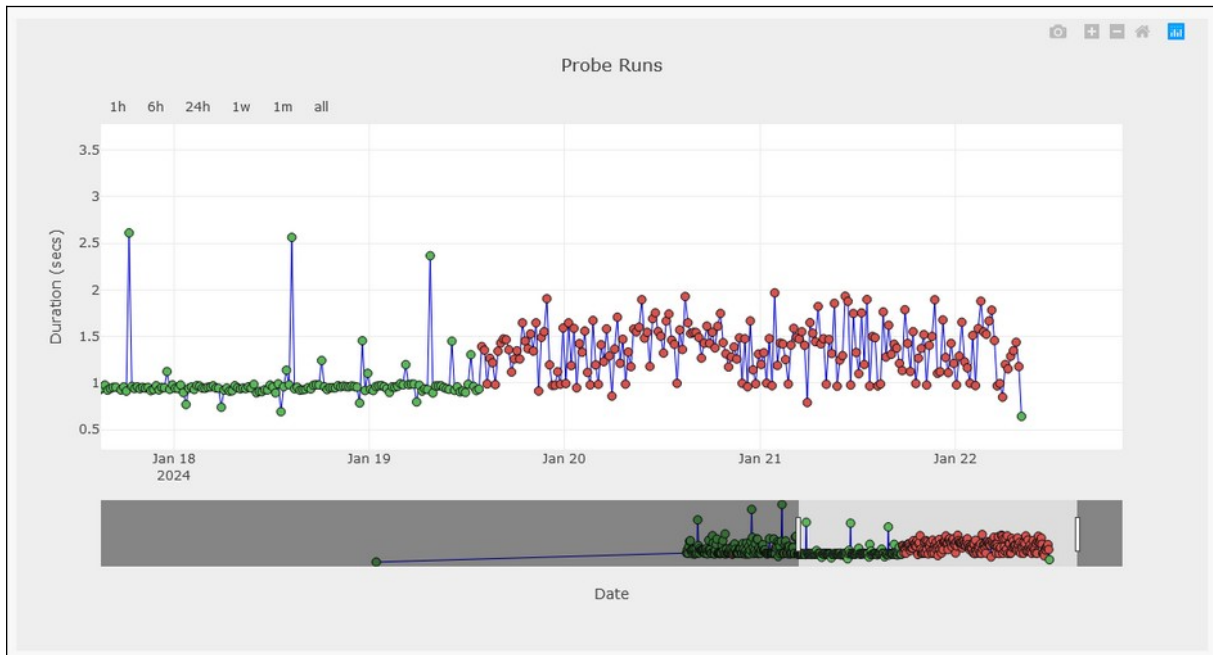 Probe Runs
1h 6h 24h 1w 1m all
3.5
3
2.5
2
1.5
1
0.5
Duration (secs)
Jan 18 Jan 19 Jan 20 Jan 21 Jan 22
2024
Date